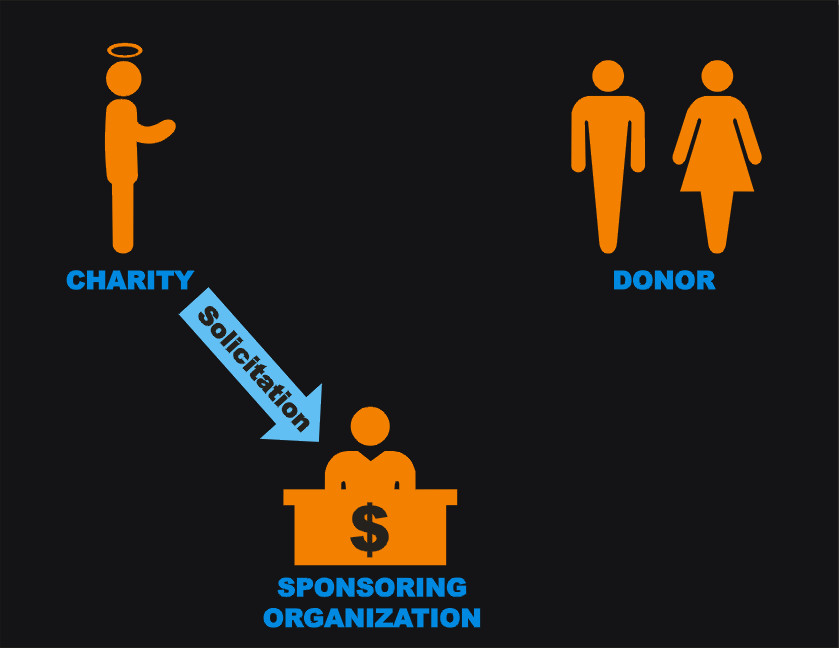 CHARITY
DONOR
Solicitation
$
SPONSORING
ORGANIZATION